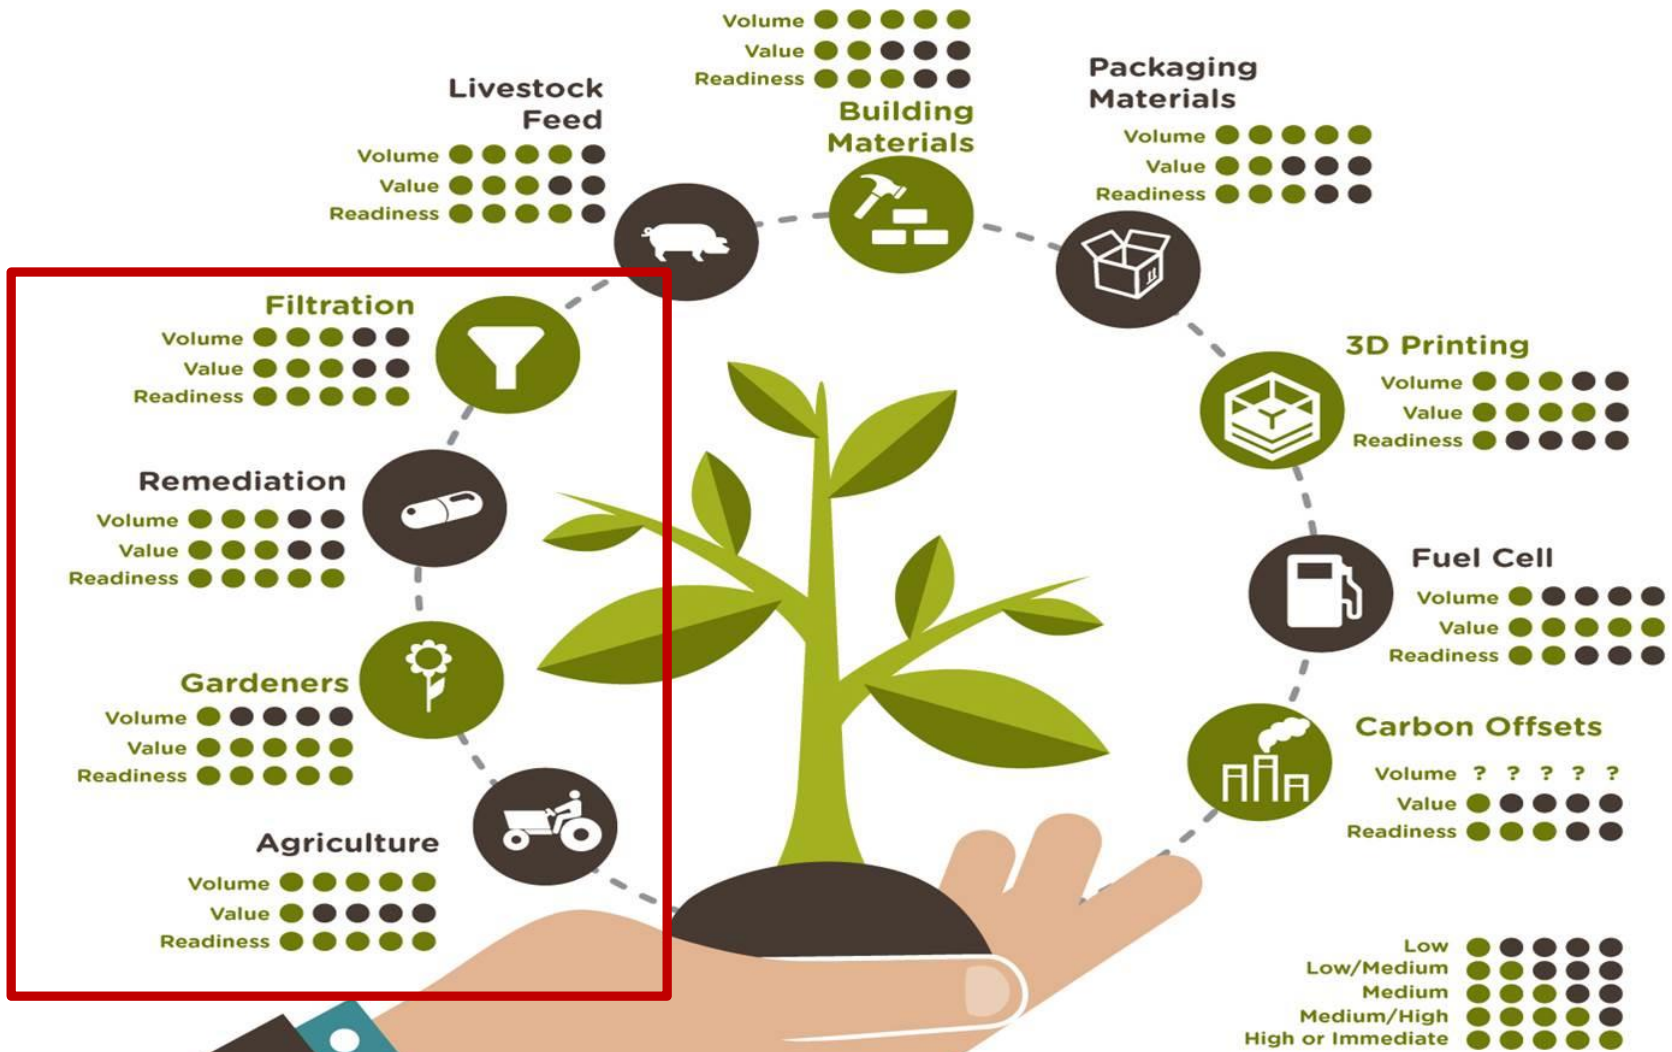 Volume
Value
Readiness
Building
Materials
Livestock
Feed
Volume
Value
Readiness
Packaging
Materials
Volume
Value
Readiness
Filtration
Volume
Value
Readiness
3D Printing
Volume
Value
Readiness
Remediation
Volume
Value
Readiness
Fuel Cell
Volume
Value
Readiness
Gardeners
Volume
Value
Readiness
Carbon Offsets
Volume ? ? ? ? ?
Value
Readiness
Agriculture
Volume
Value
Readiness
Low
Low/Medium
Medium
Medium/High
High or Immediate